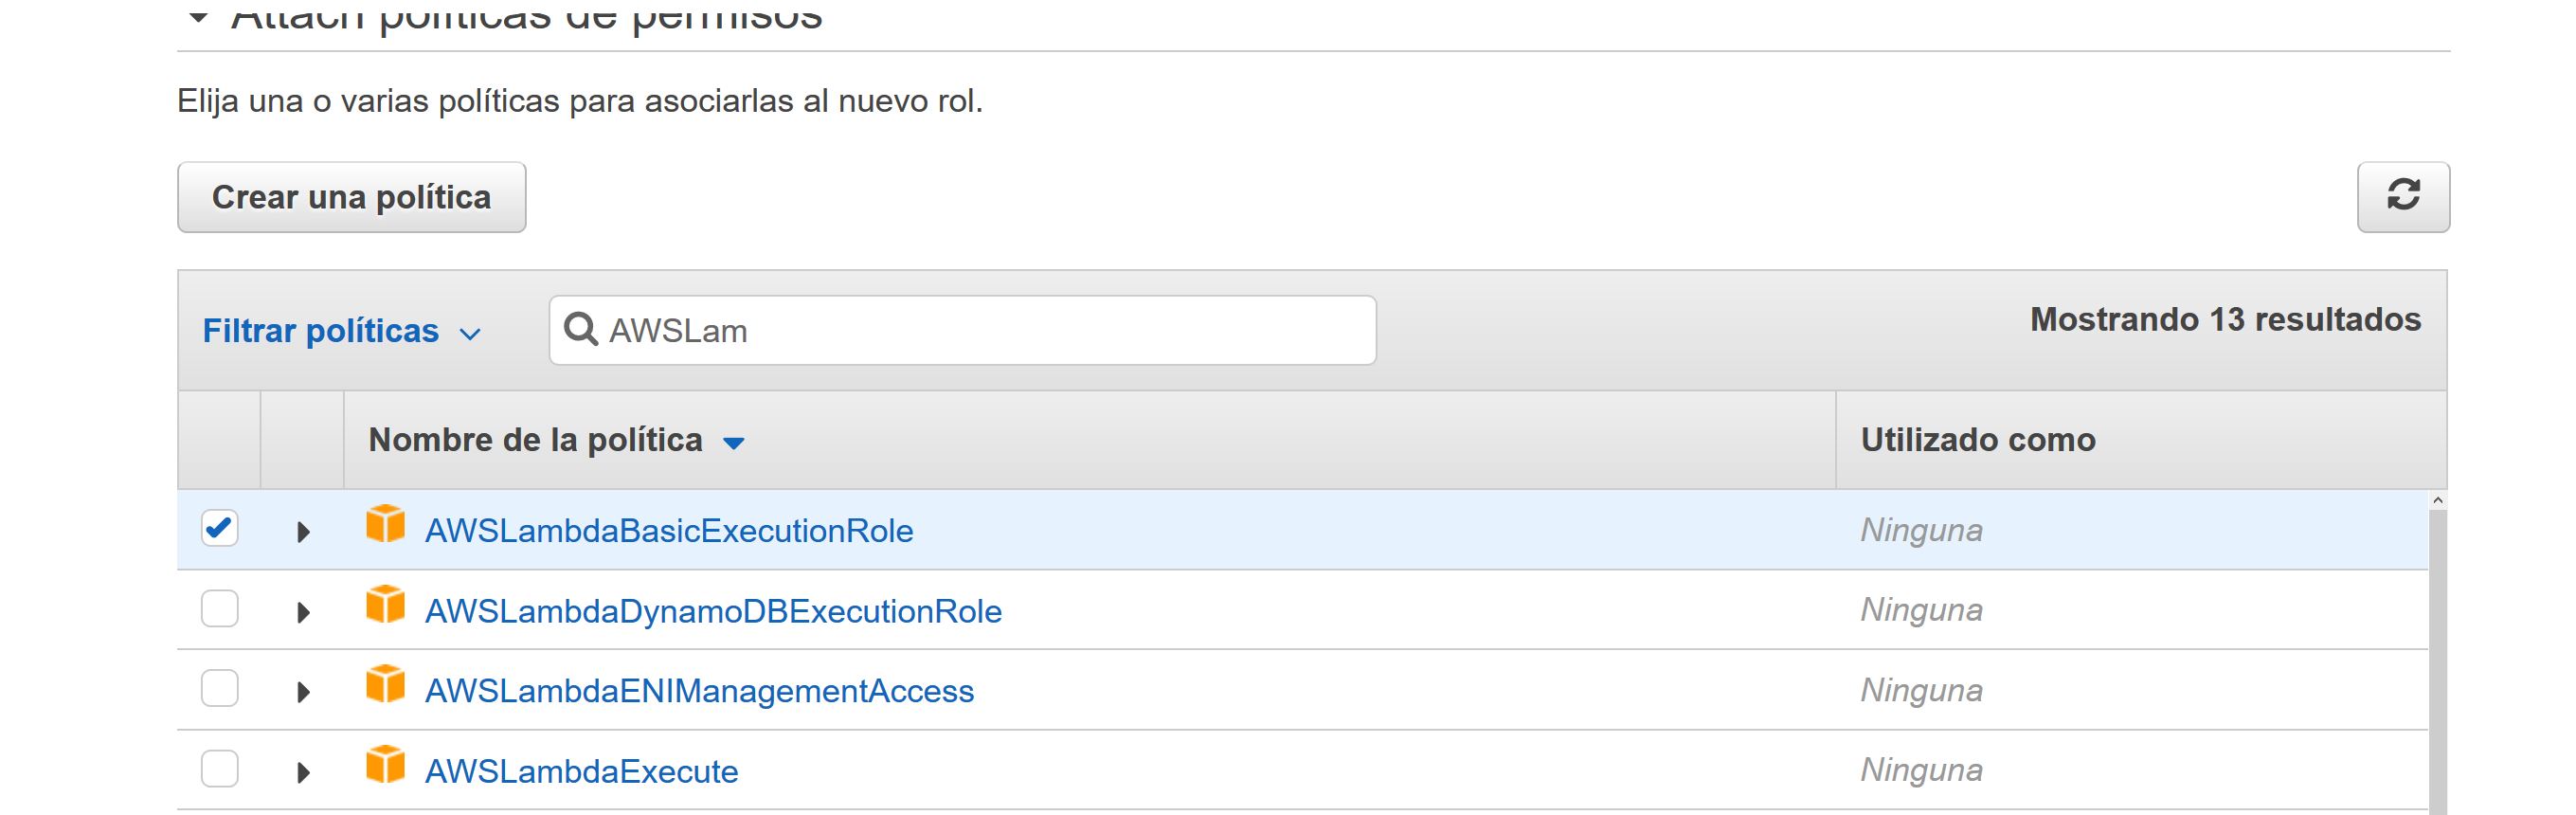 Attach políticas de permisos
Elija una o varias políticas para asociarlas al nuevo rol.
Crear una política
Filtrar políticas
AWSLam
Mostrando 13 resultados
Nombre de la política
Utilizado como
AWSLambdaBasicExecutionRole
Ninguna
AWSLambdaDynamoDBExecutionRole
Ninguna
AWSLambdaENIManagementAccess
Ninguna
AWSLambdaExecute
Ninguna